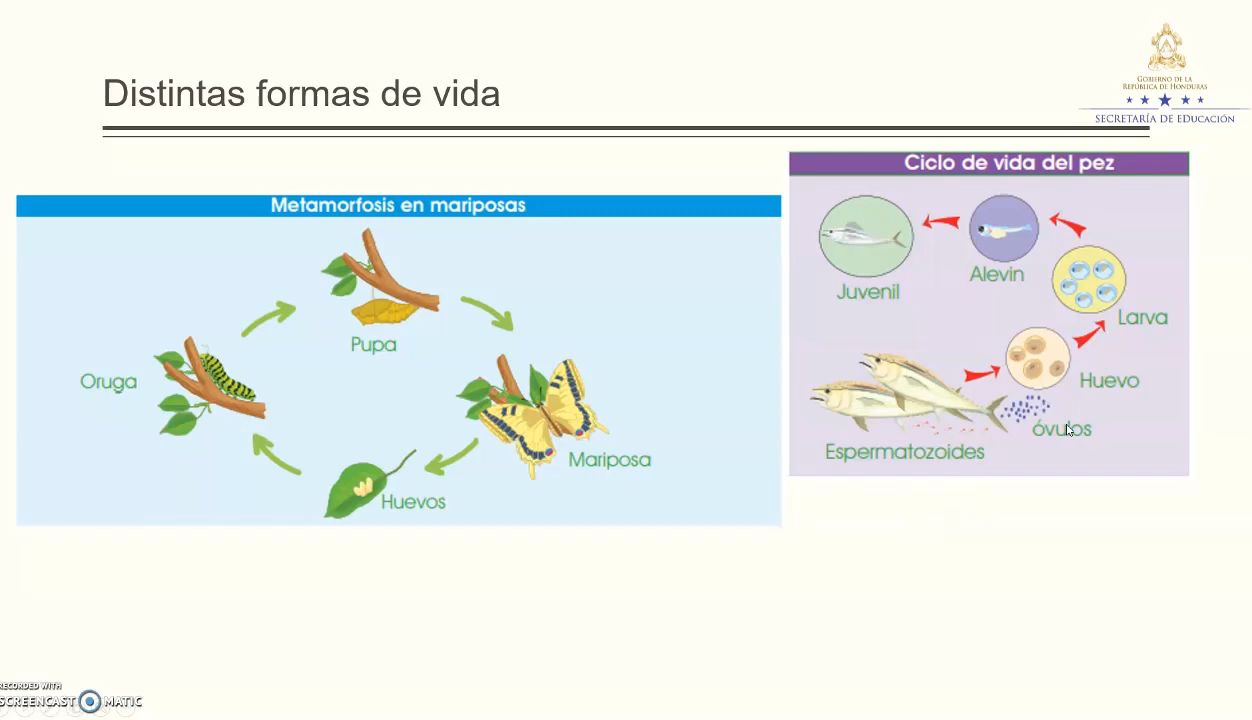 Distintas formas de vida
GOBIERNO DE LA
REPÚBLICA DE HONDURAS
SECRETARÍA DE EDUCACIÓN
Metamorfosis en mariposas
Pupa
Oruga
Mariposa
Huevos
Ciclo de vida del pez
Juvenil
Alevin
Larva
Huevo
óvulos
Espermatozoides
RECORDED WITH
SCREENCAST MATIC